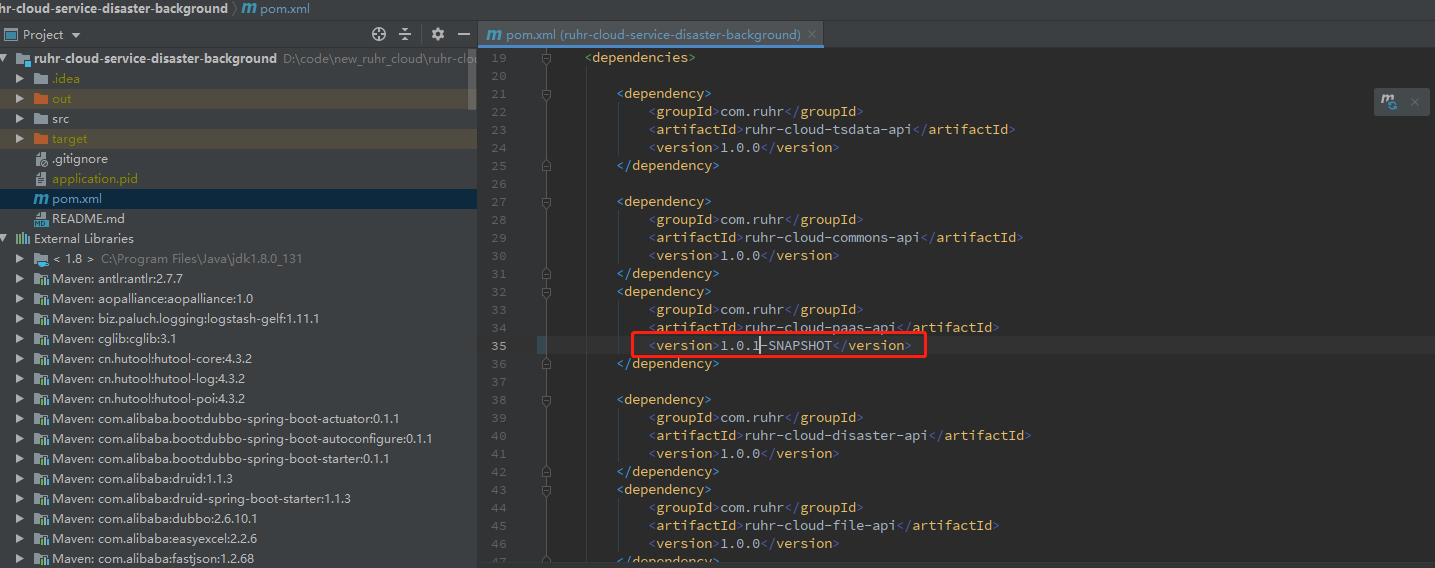 hr-cloud-service-disaster-background 〉 m pom.xml
Project
m pom.xml (ruhr-cloud-service-disaster-background) ×
ruhr-cloud-service-disaster-background D:\code\new_ruhr_cloud\ruhr-clou
.idea
out
src
target
.gitignore
application.pid
pom.xml
README.md
External Libraries
< 1.8 > C:\Program Files\Java\jdk1.8.0_131
Maven: antlr:antlr:2.7.7
Maven: aopalliance:aopalliance:1.0
Maven: biz.paluch.logging:logstash-gelf:1.11.1
Maven: cglib:cglib:3.1
Maven: cn.hutool:hutool-core:4.3.2
Maven: cn.hutool:hutool-log:4.3.2
Maven: cn.hutool:hutool-poi:4.3.2
Maven: com.alibaba.boot:dubbo-spring-boot-actuator:0.1.1
Maven: com.alibaba.boot:dubbo-spring-boot-autoconfigure:0.1.1
Maven: com.alibaba.boot:dubbo-spring-boot-starter:0.1.1
Maven: com.alibaba:druid:1.1.3
Maven: com.alibaba:druid-spring-boot-starter:1.1.3
Maven: com.alibaba:dubbo:2.6.10.1
Maven: com.alibaba:easyexcel:2.2.6
Maven: com.alibaba:fastjson:1.2.68
19 <dependencies>
20
21 <dependency>
22 <groupId>com.ruhr</groupId>
23 <artifactId>ruhr-cloud-tsdata-api</artifactId>
24 <version>1.0.0</version>
25 </dependency>
26
27 <dependency>
28 <groupId>com.ruhr</groupId>
29 <artifactId>ruhr-cloud-commons-api</artifactId>
30 <version>1.0.0</version>
31 </dependency>
32 <dependency>
33 <groupId>com.ruhr</groupId>
34 <artifactId>ruhr-cloud-paas-api</artifactId>
35 <version>1.0.1-SNAPSHOT</version>
36 </dependency>
37
38 <dependency>
39 <groupId>com.ruhr</groupId>
40 <artifactId>ruhr-cloud-disaster-api</artifactId>
41 <version>1.0.0</version>
42 </dependency>
43 <dependency>
44 <groupId>com.ruhr</groupId>
45 <artifactId>ruhr-cloud-file-api</artifactId>
46 <version>1.0.0</version>
47 </dependency>